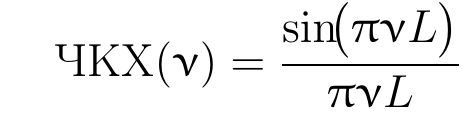 ЧКХ(ν) = sin(πνL) / πνL